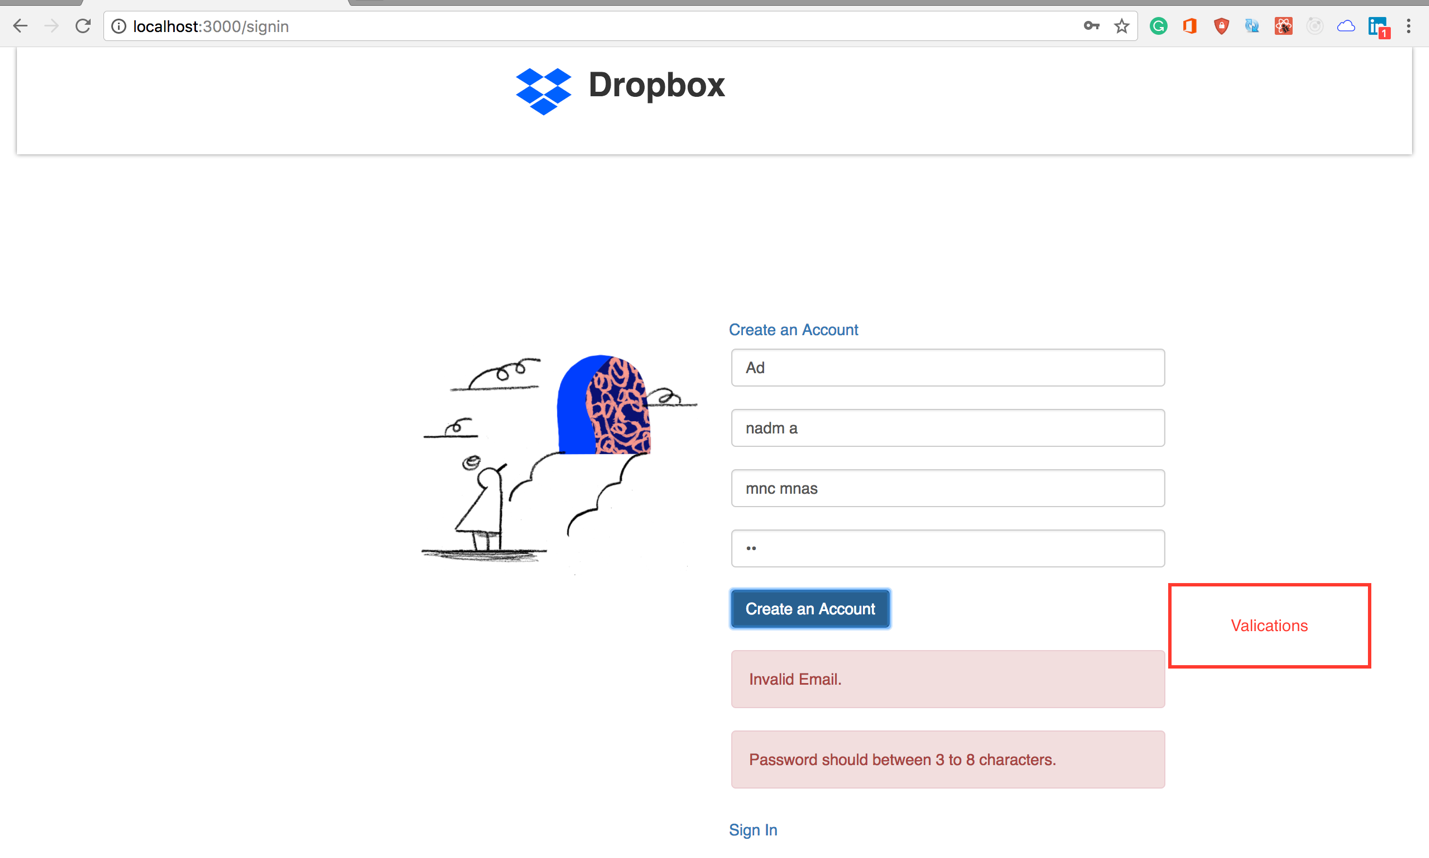 localhost:3000/signin
1
Dropbox
Create an Account
Ad
nadm a
mnc mnas
••
Create an Account
Valications
Invalid Email.
Password should between 3 to 8 characters.
Sign In